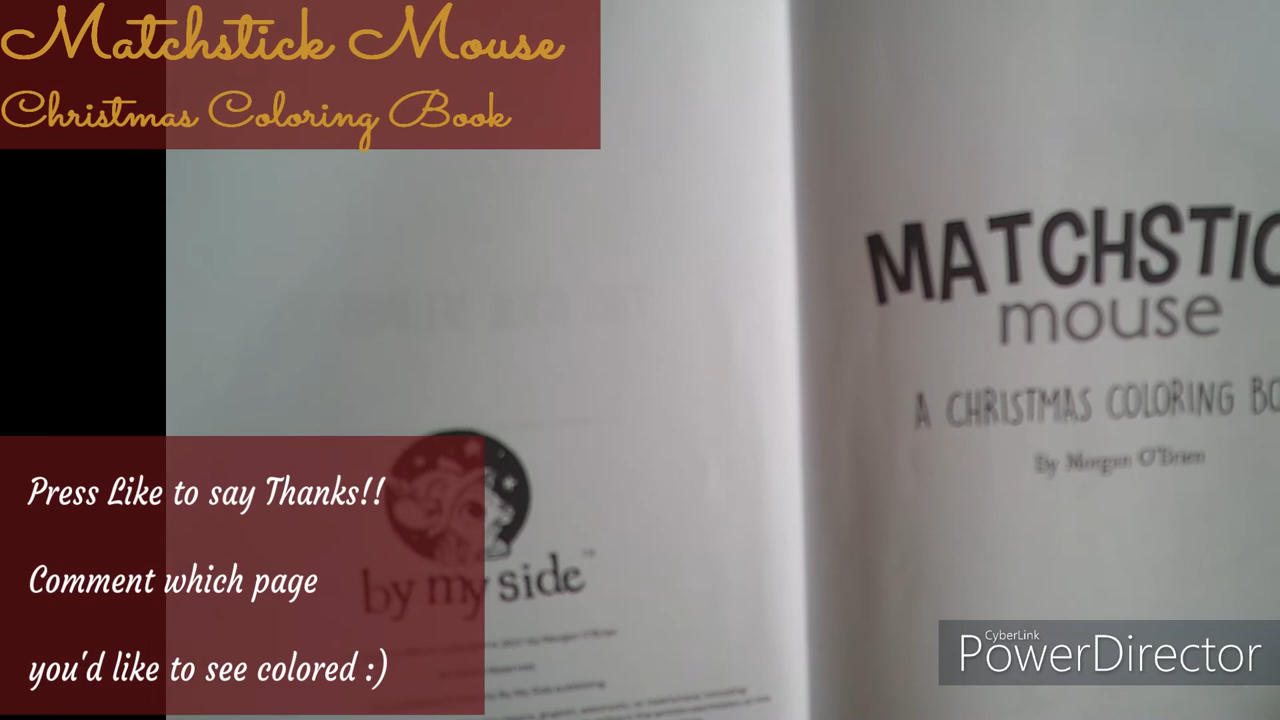 Matchstick Mouse
Christmas Coloring Book
MATCHSTIC
mouse
A CHRISTMAS COLORING BO
By Morgan O'Brien
by my side™
Press Like to say Thanks!!
Comment which page
you'd like to see colored :)
CyberLink
PowerDirector